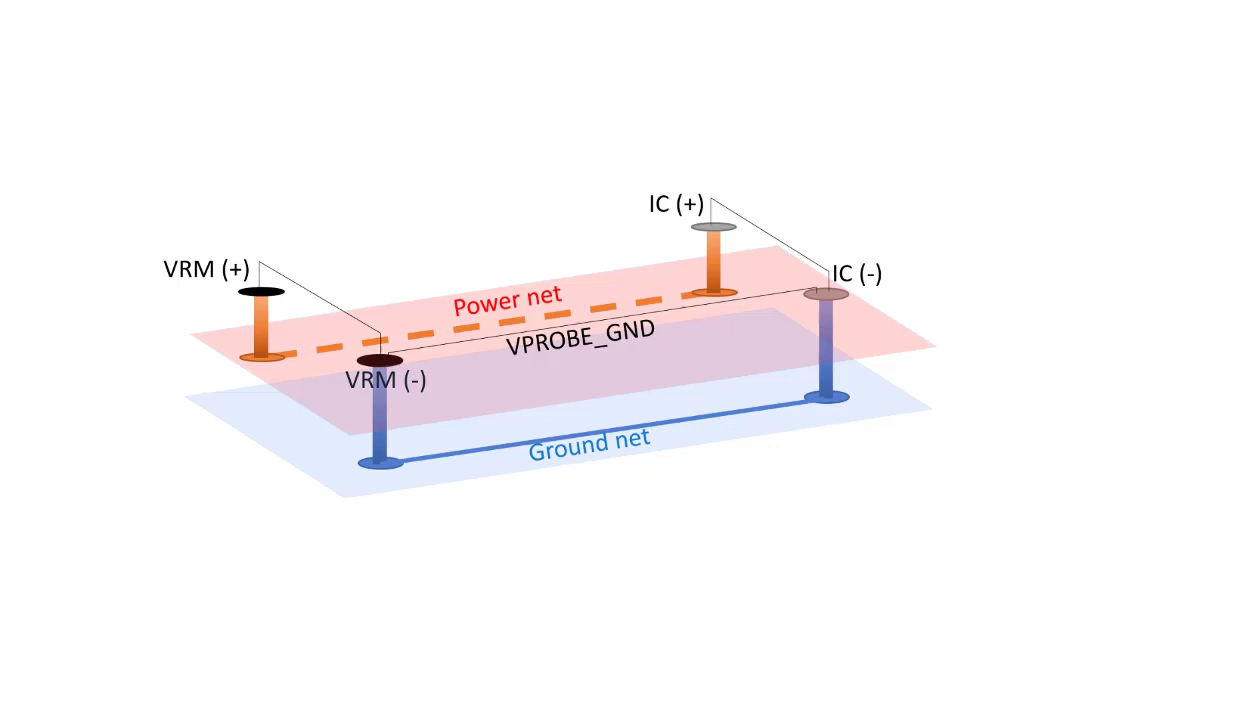 IC (+)
VRM (+)
IC (-)
Power net
VPROBE_GND
VRM (-)
Ground net